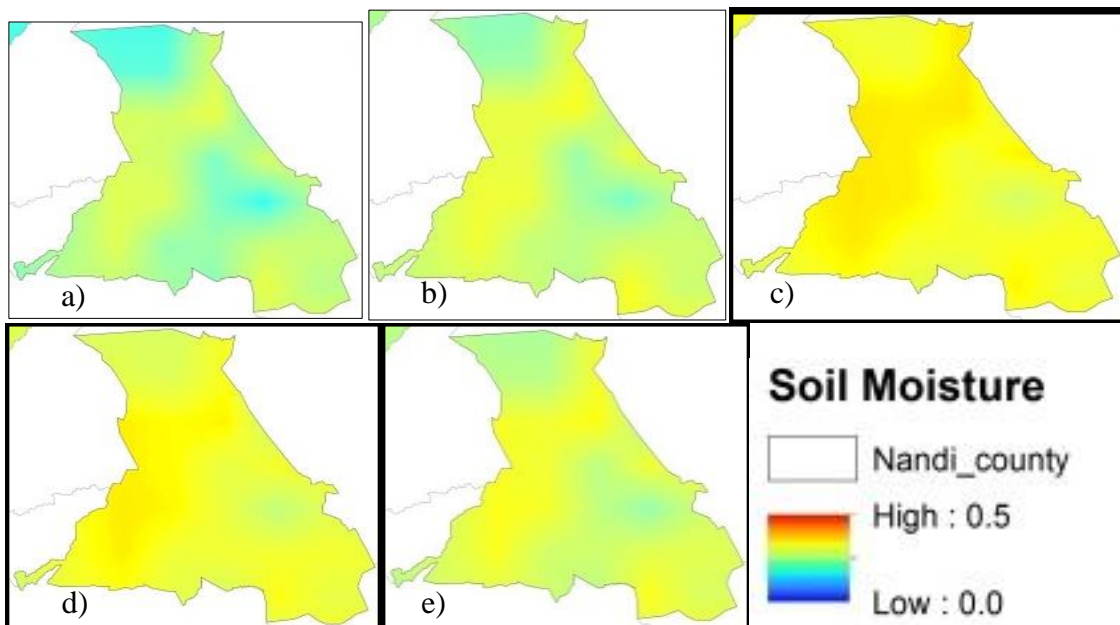 a)
b)
c)
d)
e)
Soil Moisture
Nandi_county
High : 0.5
Low : 0.0